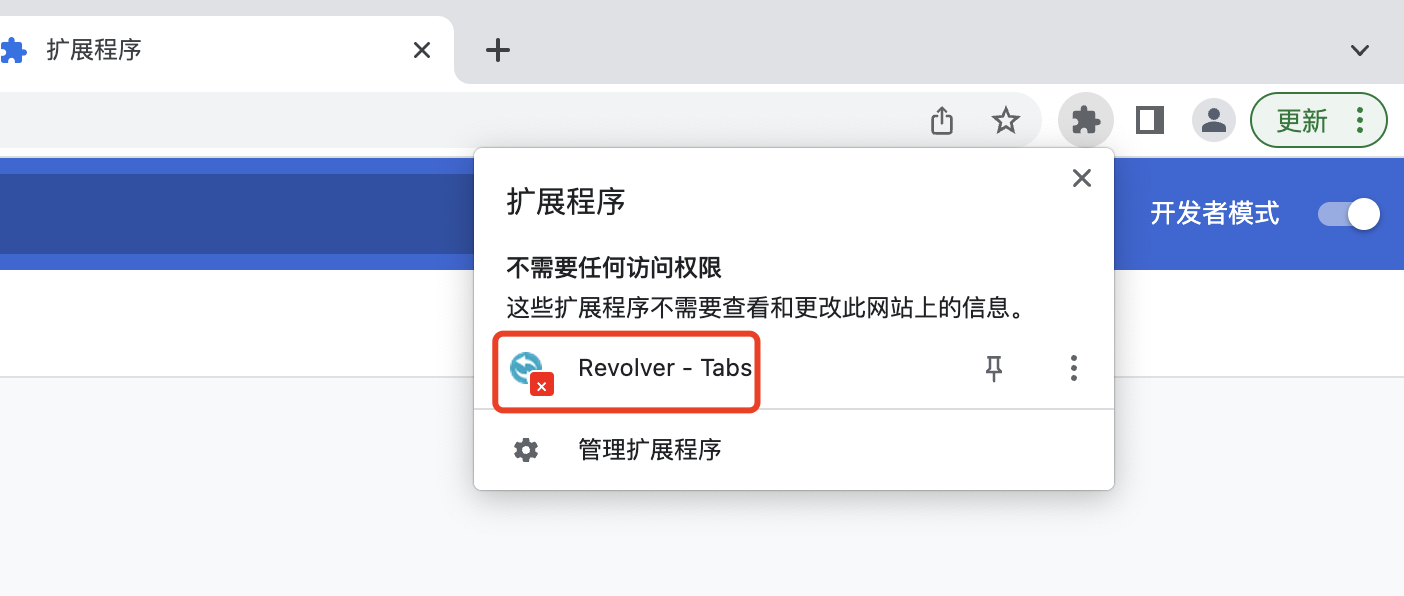 扩展程序
更新
扩展程序
开发者模式
不需要任何访问权限
这些扩展程序不需要查看和更改此网站上的信息。
Revolver - Tabs
管理扩展程序